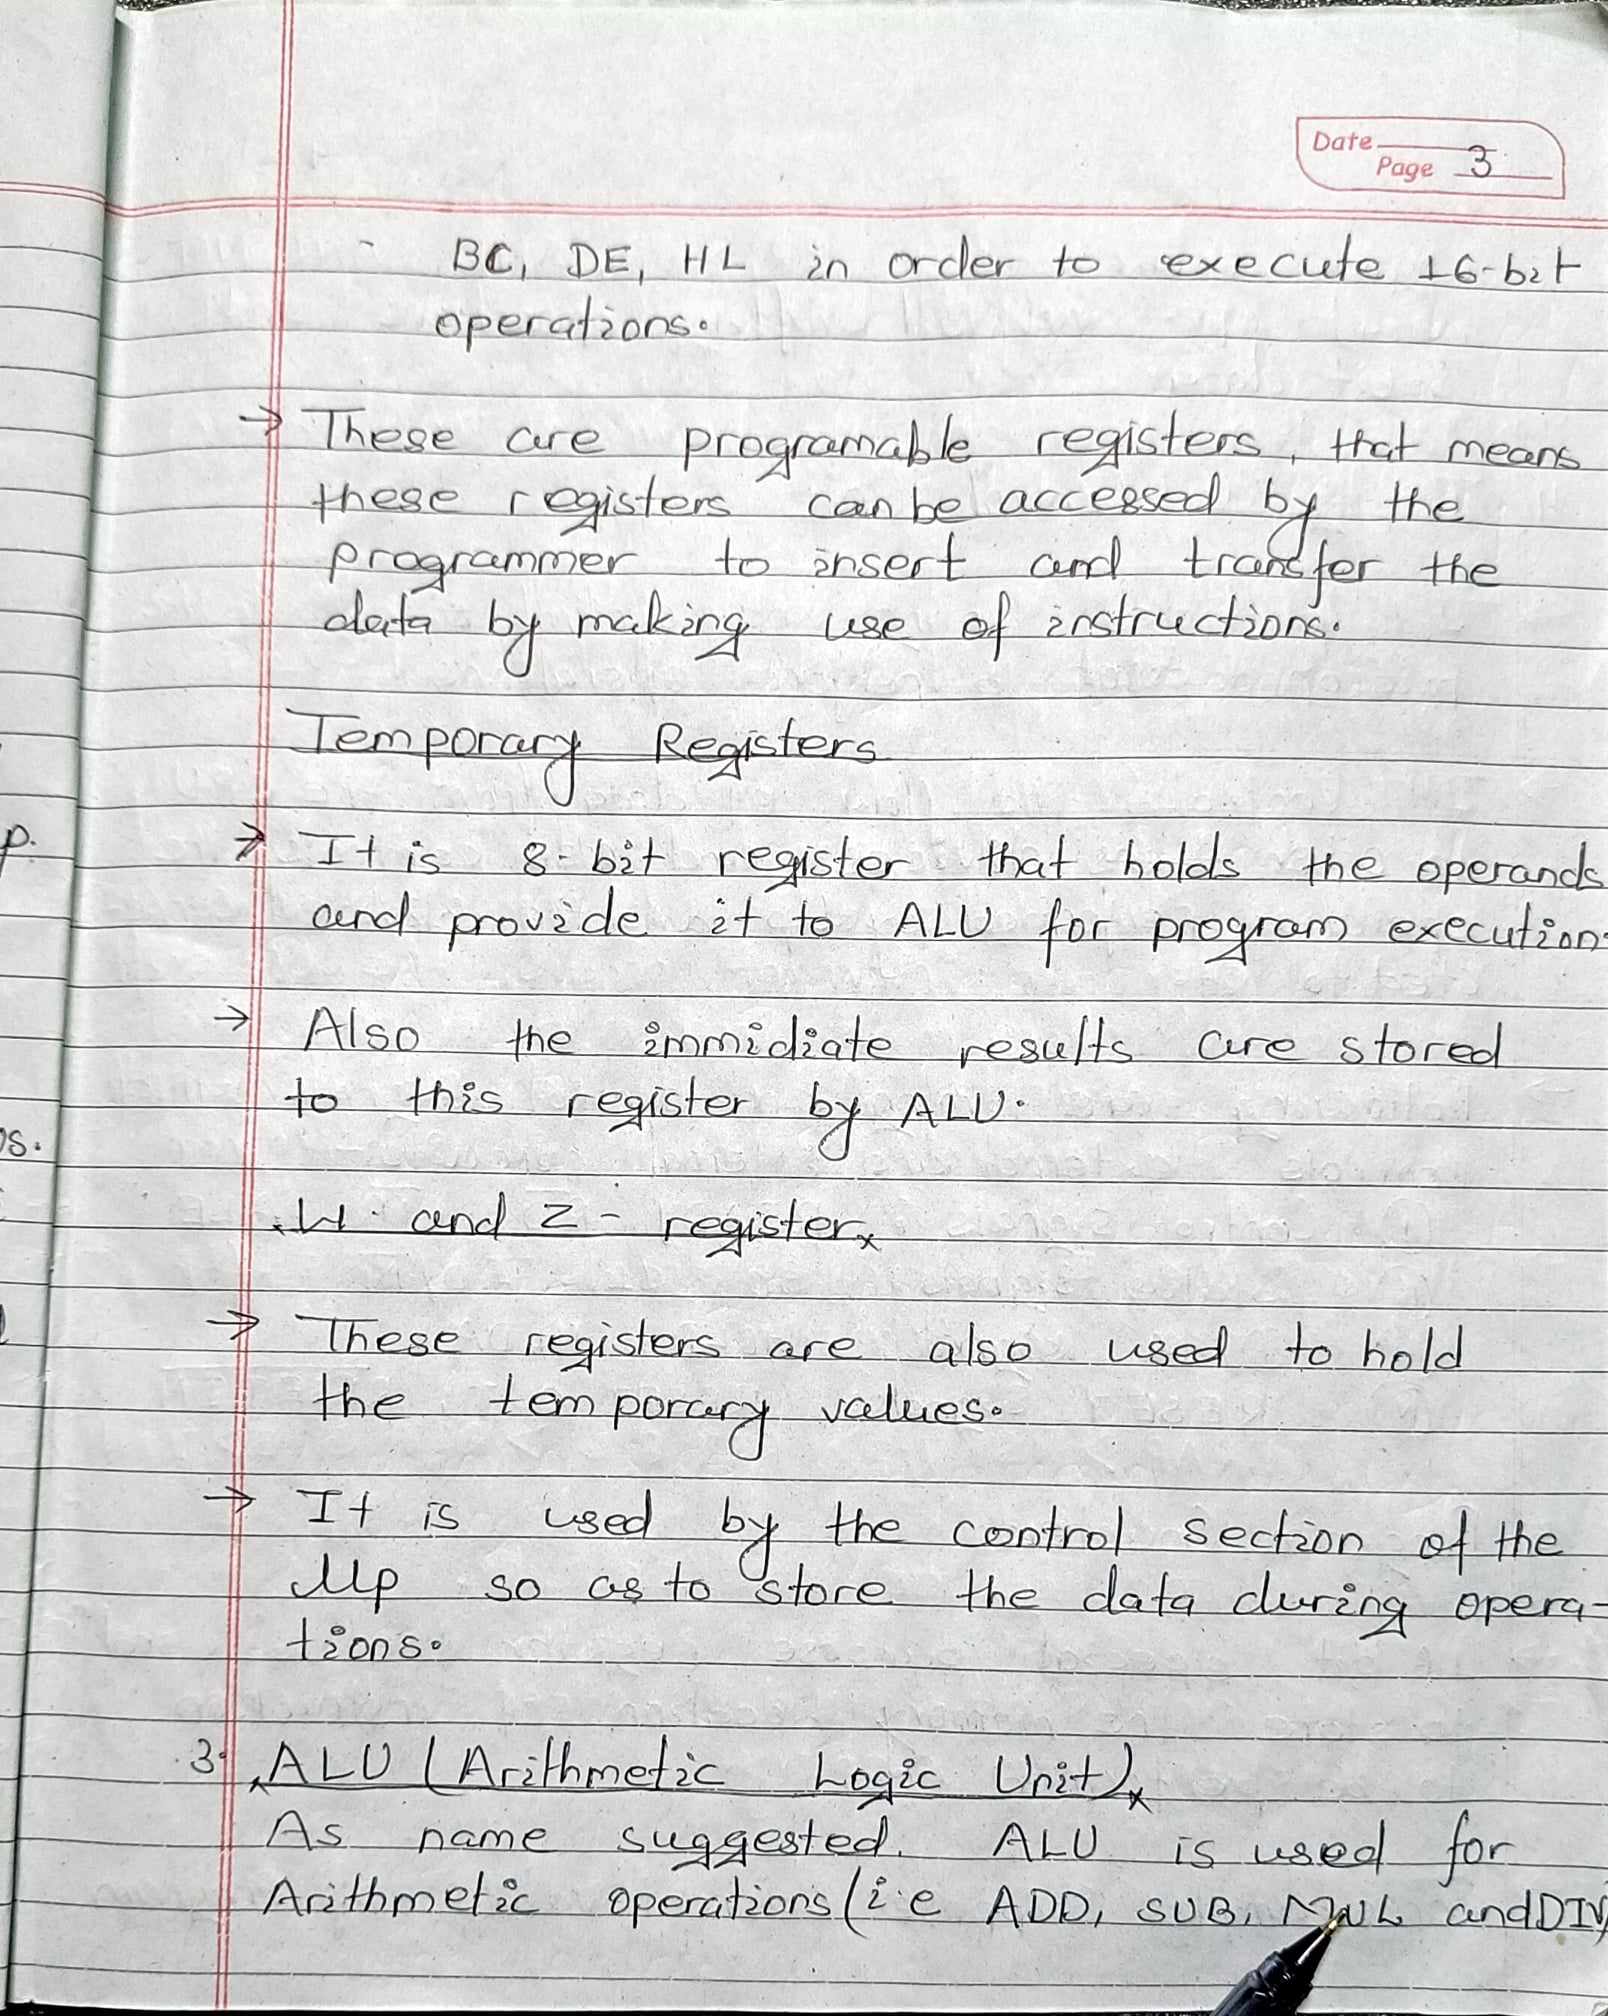 Date
Page 3
BC, DE, HL in order to execute 16-bit
operations.
→ These are programable registers, that means
these registers can be accessed by the
programmer to insert and transfer the
data by making use of instructions.
Temporary Registers
p.
→ It is 8-bit register that holds the operands
and provide it to ALU for program execution.
→ Also the immidiate results are stored
to this register by ALU.
s.
W and Z - register
→ These registers are also used to hold
the temporary values.
→ It is used by the control section of the
Mp so as to store the data during opera-
tions.
3. ALU (Arithmetic Logic Unit)
As name suggested. ALU is used for
Arithmetic operations (i.e ADD, SUB, MUL and DIV)